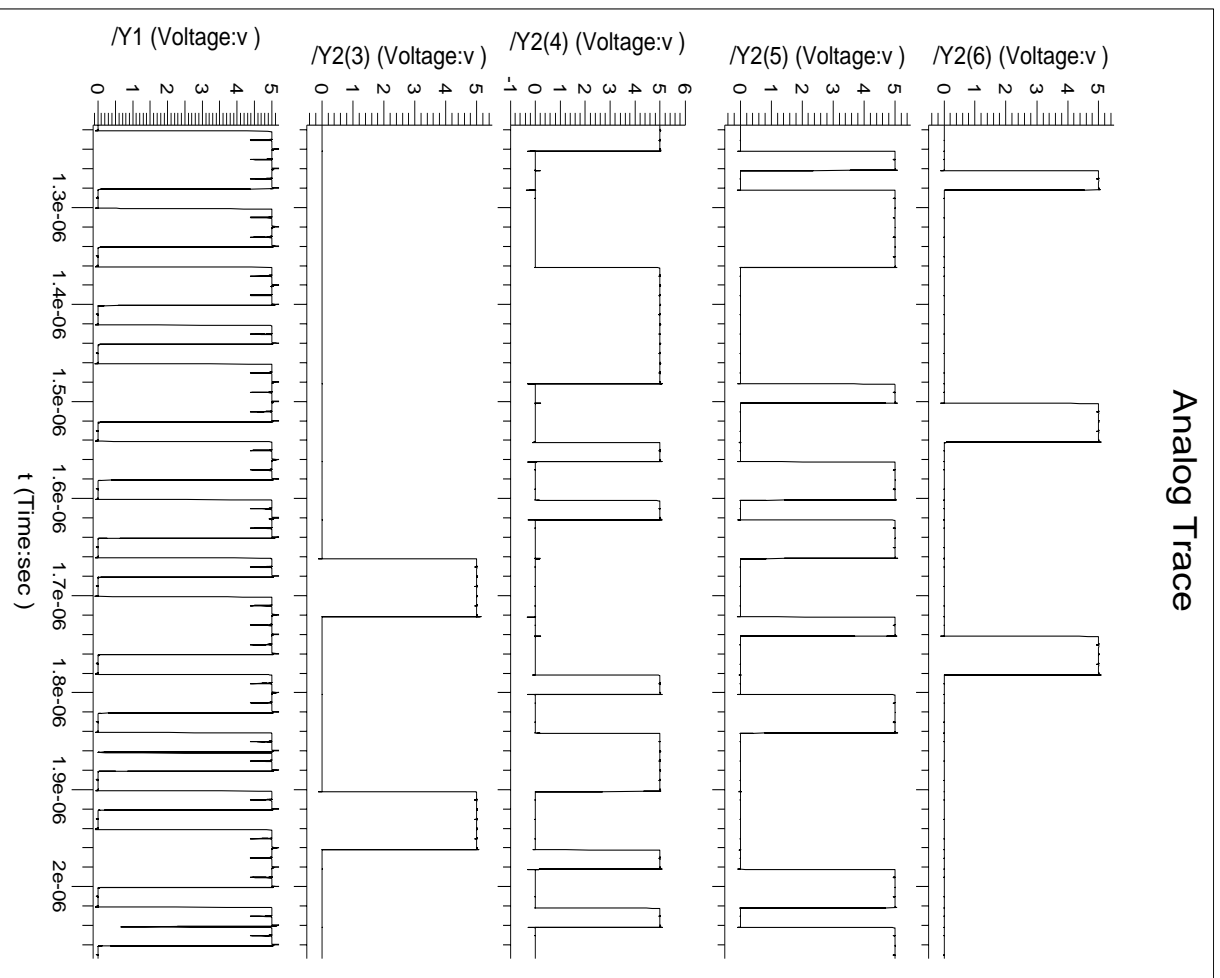 Analog Trace
/Y2(6) (Voltage:v )
0 1 2 3 4 5
/Y2(5) (Voltage:v )
0 1 2 3 4 5
/Y2(4) (Voltage:v )
-1 0 1 2 3 4 5 6
/Y2(3) (Voltage:v )
0 1 2 3 4 5
/Y1 (Voltage:v )
0 1 2 3 4 5
1.3e-06 1.4e-06 1.5e-06 1.6e-06 1.7e-06 1.8e-06 1.9e-06 2e-06
t (Time:sec )